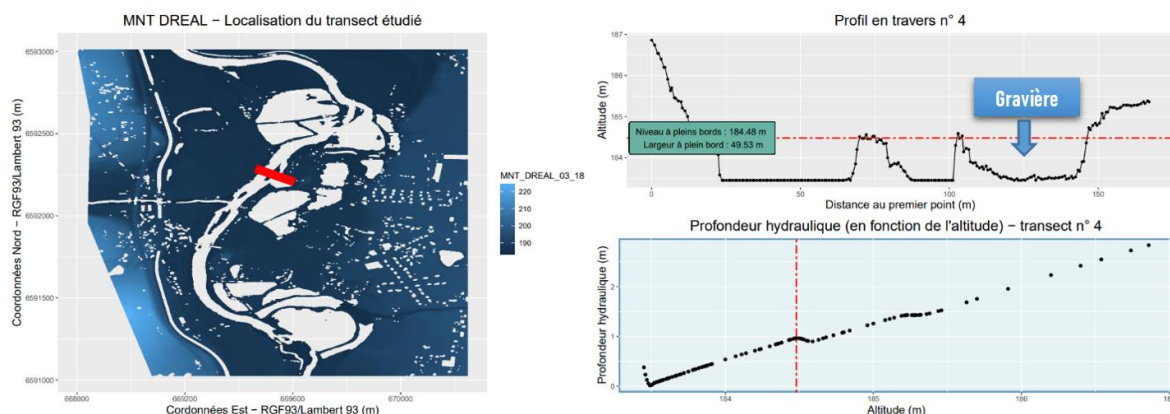 MNT DREAL − Localisation du transect étudié
6593000
6592500
6592000
6591500
6591000
Coordonnées Nord − RGF93/Lambert 93 (m)
668800
669200
669600
670000
Cordonnées Est − RGF93/Lambert 93 (m)
MNT_DREAL_03_18
220
210
200
190
Profil en travers n° 4
187
186
185
184
Altitude (m)
Niveau à pleins bords : 184.48 m
Largeur à plein bord : 49.53 m
Gravière
0
50
100
150
Distance au premier point (m)
Profondeur hydraulique (en fonction de l'altitude) − transect n° 4
2
1
0
Profondeur hydraulique (m)
184
185
186
Altitude (m)